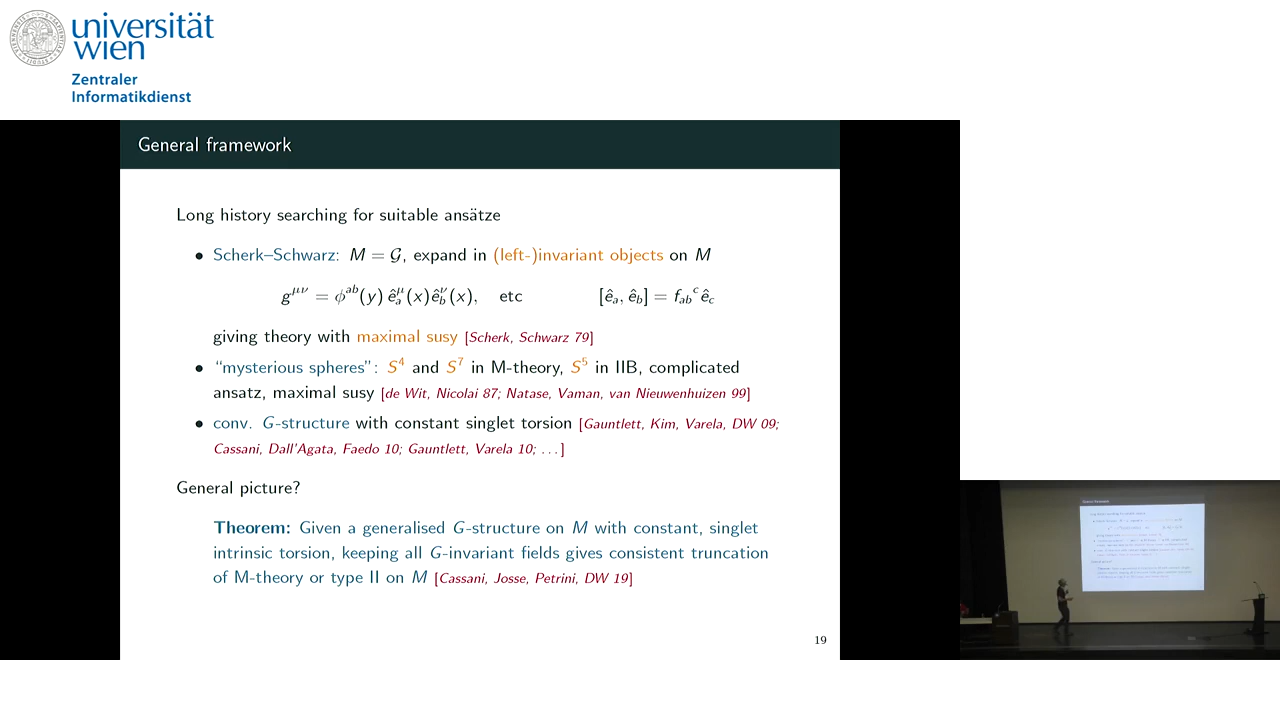 universität
wien
Zentraler
Informatikdienst
General framework
Long history searching for suitable ansätze
• Scherk–Schwarz: M = 𝒢, expand in (left-)invariant objects on M
g^{μν} = ϕ^{ab}(y) ê_a^μ(x)ê_b^ν(x), etc [ê_a, ê_b] = f_{ab}^c ê_c
giving theory with maximal susy [Scherk, Schwarz 79]
• “mysterious spheres”: S^4 and S^7 in M-theory, S^5 in IIB, complicated
ansatz, maximal susy [de Wit, Nicolai 87; Natase, Vaman, van Nieuwenhuizen 99]
• conv. G-structure with constant singlet torsion [Gauntlett, Kim, Varela, DW 09;
Cassani, Dall'Agata, Faedo 10; Gauntlett, Varela 10; ...]
General picture?
Theorem: Given a generalised G-structure on M with constant, singlet
intrinsic torsion, keeping all G-invariant fields gives consistent truncation
of M-theory or type II on M [Cassani, Josse, Petrini, DW 19]
19